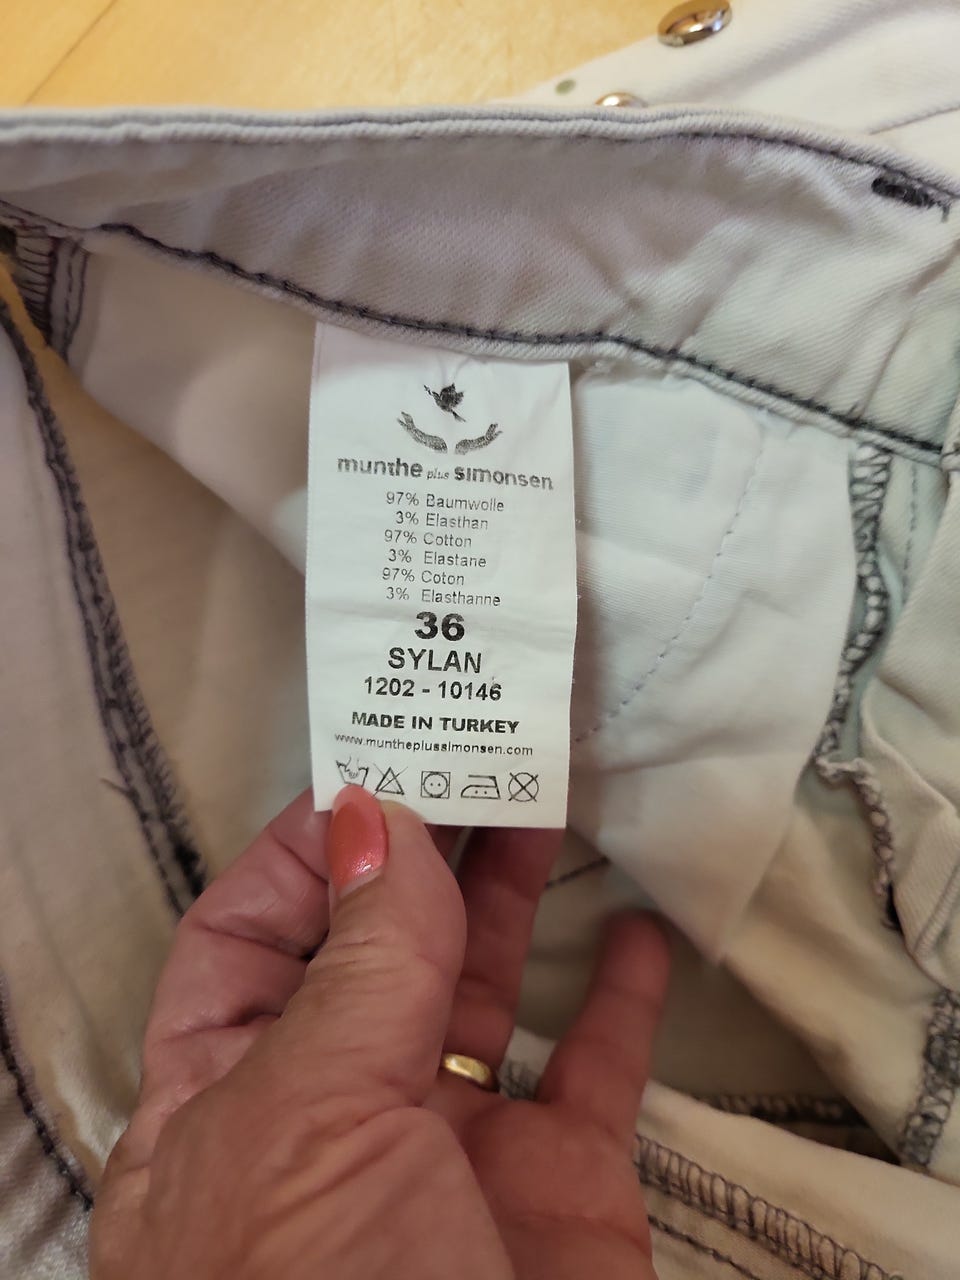 munthe plus simonsen
97% Baumwolle
3% Elasthan
97% Cotton
3% Elastane
97% Coton
3% Elasthanne
36
SYLAN
1202 - 10146
MADE IN TURKEY
www.muntheplussimonsen.com